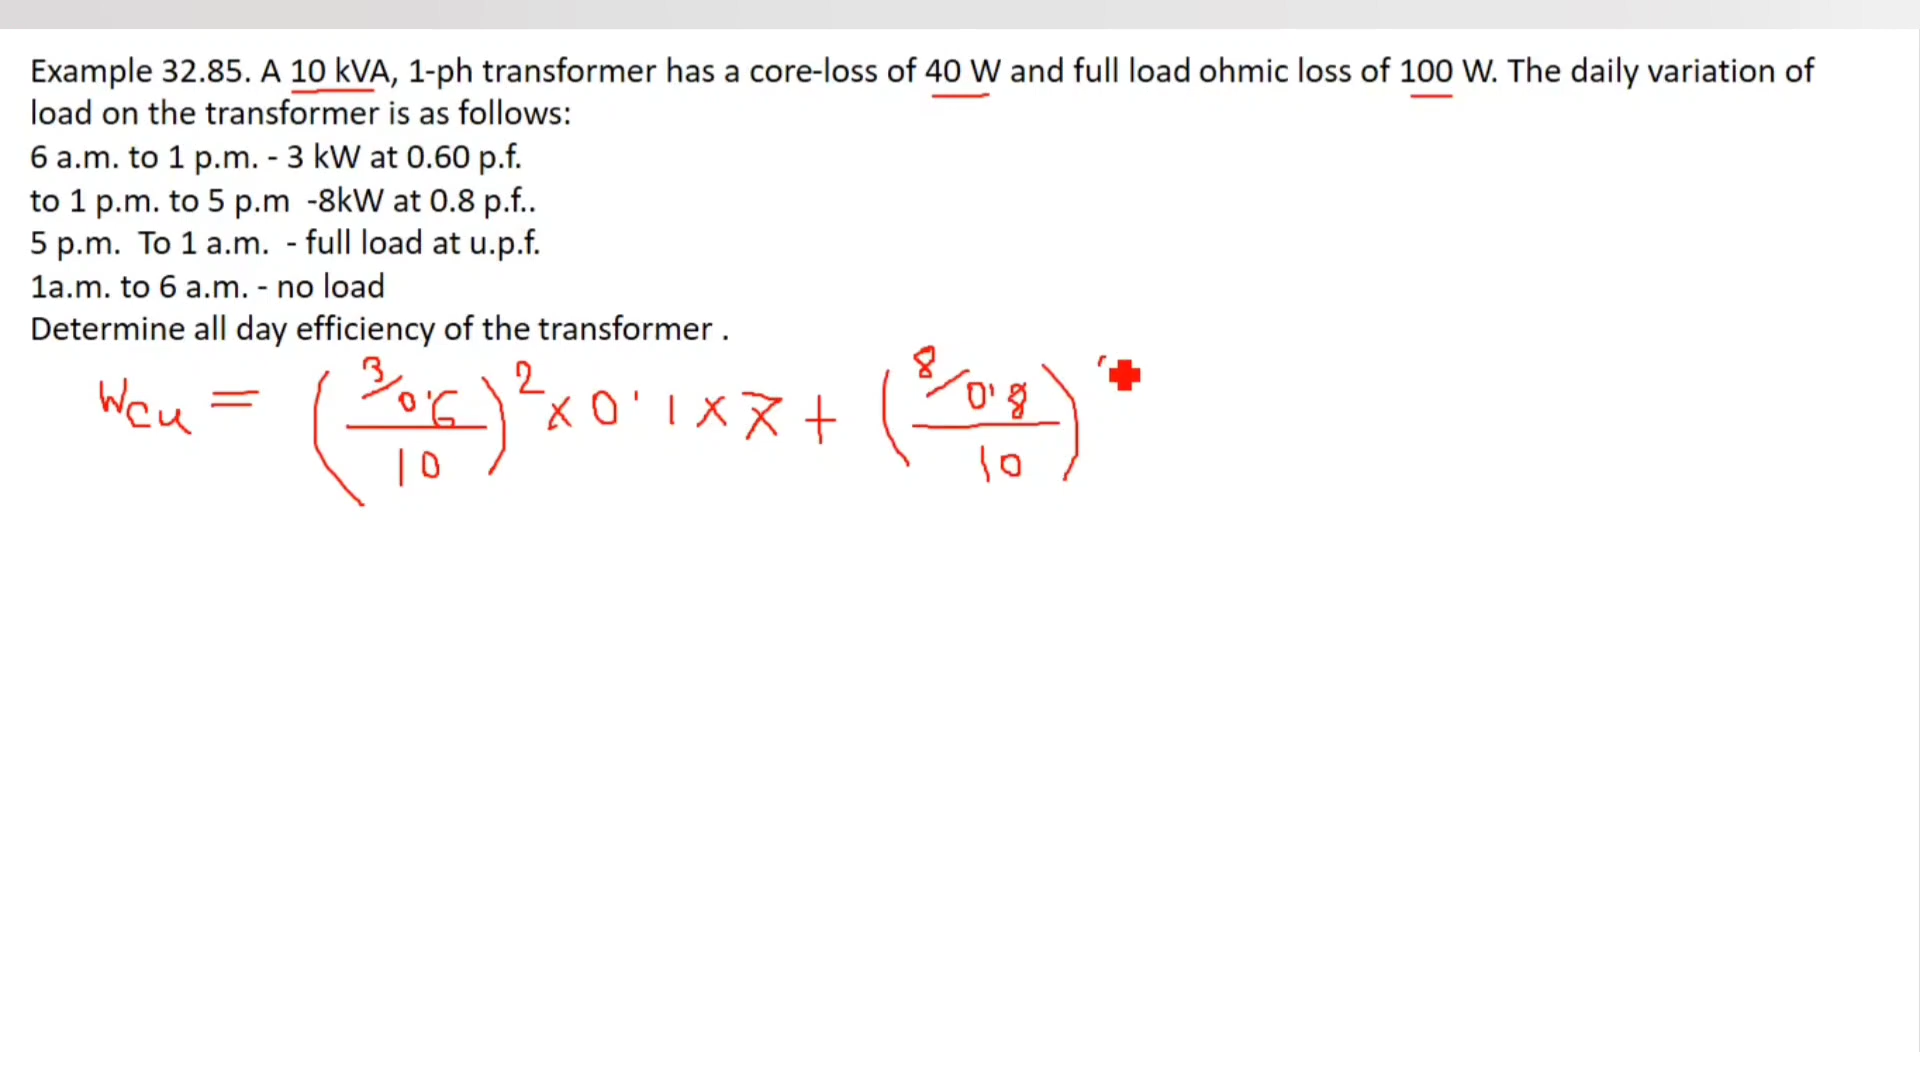 Example 32.85. A 10 kVA, 1-ph transformer has a core-loss of 40 W and full load ohmic loss of 100 W. The daily variation of
load on the transformer is as follows:
6 a.m. to 1 p.m. - 3 kW at 0.60 p.f.
to 1 p.m. to 5 p.m -8kW at 0.8 p.f..
5 p.m. To 1 a.m. - full load at u.p.f.
1a.m. to 6 a.m. - no load
Determine all day efficiency of the transformer .
Wcu = ( 3/0.6 / 10 )² × 0.1 × 7 + ( 8/0.8 / 10 )